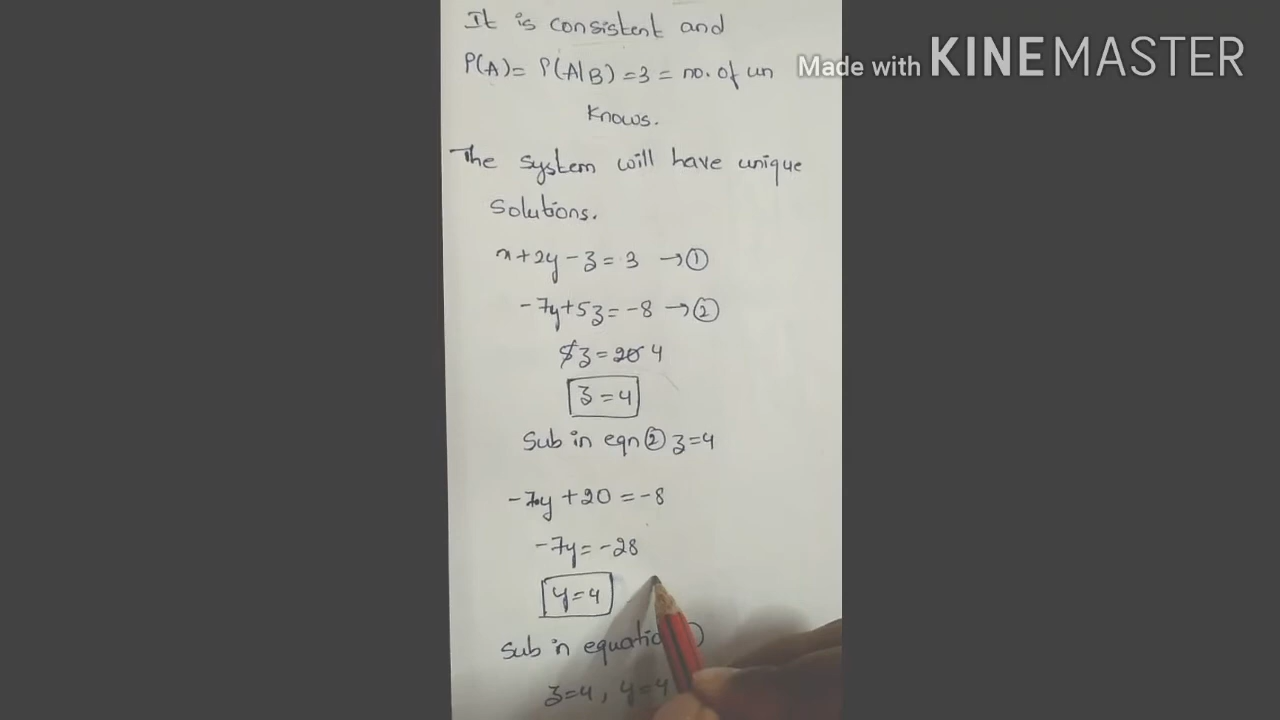 It is consistent and
ρ(A) = ρ(A|B) = 3 = no. of un
knows.
Made with KINEMASTER
The system will have unique
solutions.
x + 2y - z = 3 → ①
-7y + 5z = -8 → ②
5z = 20 4
z = 4
Sub in eqn ② z = 4
-7y + 20 = -8
-7y = -28
y = 4
Sub in
z = 4, y = 4